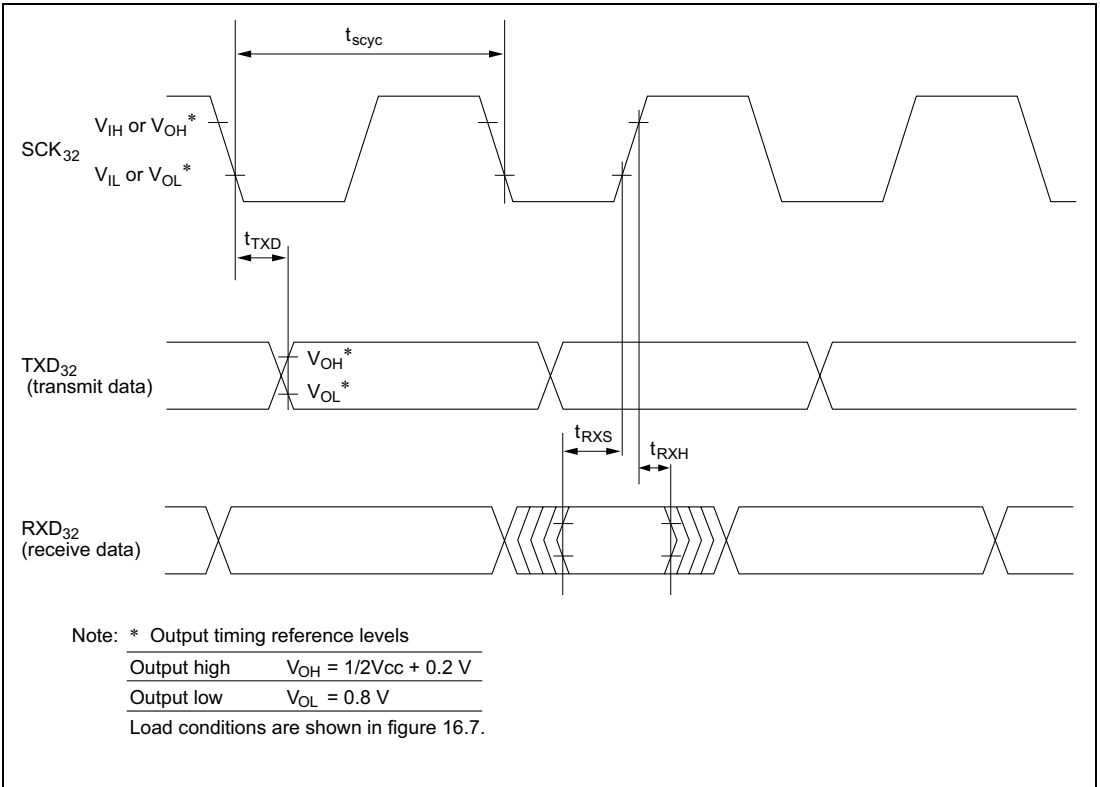 tscyc
VIH or VOH*
SCK32
VIL or VOL*
tTXD
VOH*
TXD32
(transmit data)
VOL*
tRXS
tRXH
RXD32
(receive data)
Note: * Output timing reference levels
Output high VOH = 1/2Vcc + 0.2 V
Output low VOL = 0.8 V
Load conditions are shown in figure 16.7.